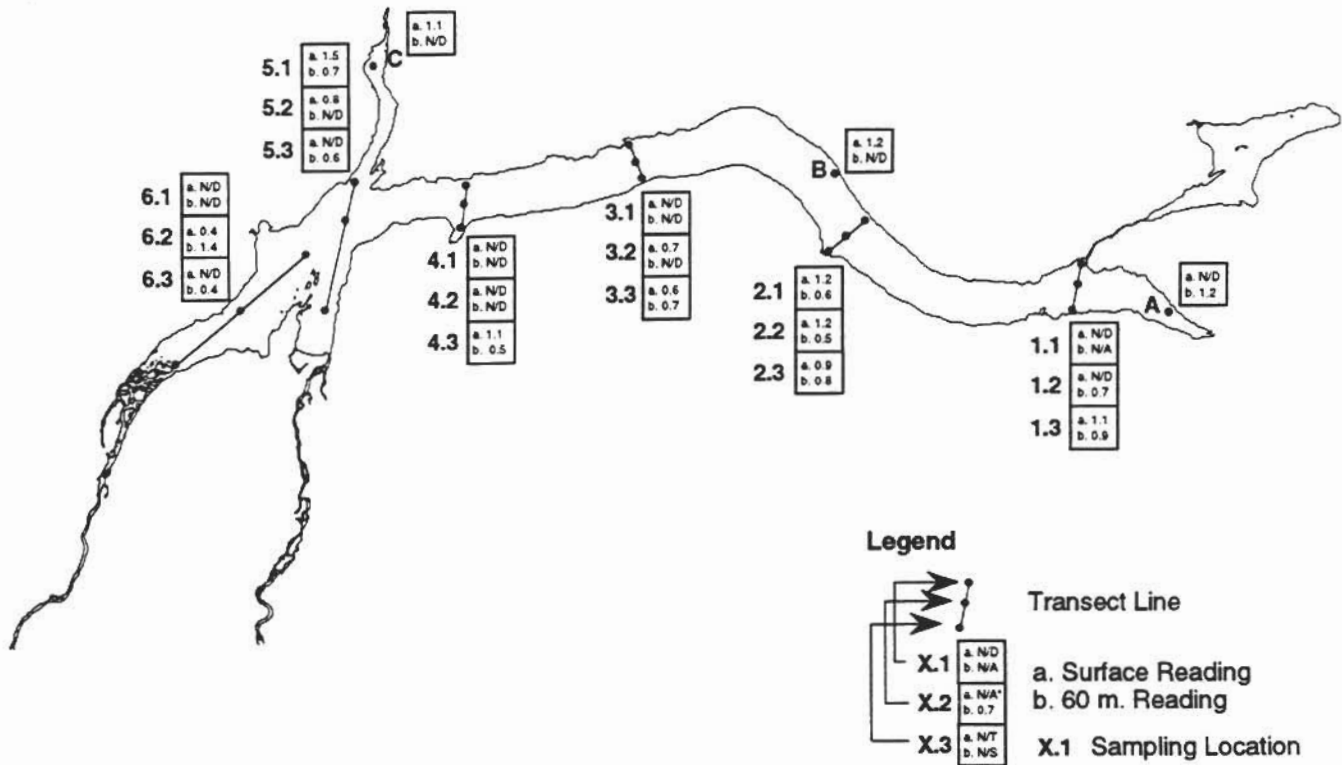 a. 1.1
b. N/D
C
5.1
a. 1.5
b. 0.7
5.2
a. 0.8
b. N/D
5.3
a. N/D
b. 0.6
6.1
a. N/D
b. N/D
6.2
a. 0.4
b. 1.4
6.3
a. N/D
b. 0.4
4.1
a. N/D
b. N/D
4.2
a. N/D
b. N/D
4.3
a. 1.1
b. 0.5
3.1
a. N/D
b. N/D
3.2
a. 0.7
b. N/D
3.3
a. 0.6
b. 0.7
B
a. 1.2
b. N/D
2.1
a. 1.2
b. 0.6
2.2
a. 1.2
b. 0.5
2.3
a. 0.9
b. 0.8
A
a. N/D
b. 1.2
1.1
a. N/D
b. N/A
1.2
a. N/D
b. 0.7
1.3
a. 1.1
b. 0.9
Legend
Transect Line
X.1
a. N/D
b. N/A
X.2
a. N/A*
b. 0.7
X.3
a. N/T
b. N/S
a. Surface Reading
b. 60 m. Reading
X.1 Sampling Location